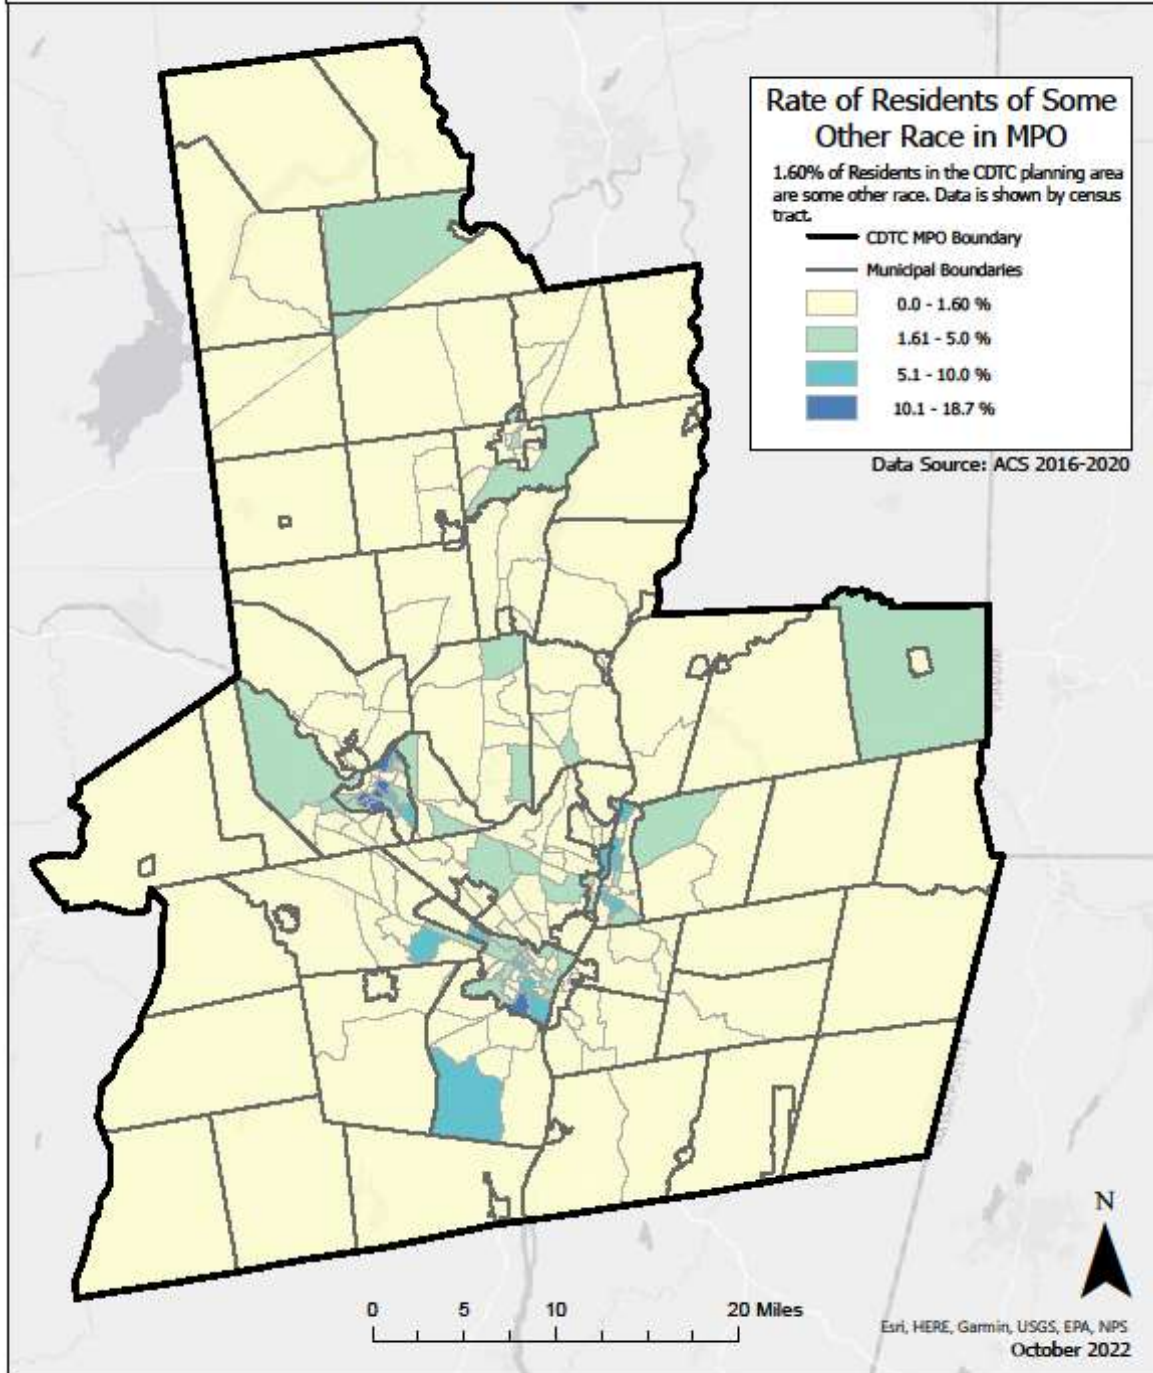 Rate of Residents of Some
Other Race in MPO
1.60% of Residents in the CDTC planning area
are some other race. Data is shown by census
tract.
CDTC MPO Boundary
Municipal Boundaries
0.0 - 1.60 %
1.61 - 5.0 %
5.1 - 10.0 %
10.1 - 18.7 %
Data Source: ACS 2016-2020
N
0 5 10 20 Miles
Esri, HERE, Garmin, USGS, EPA, NPS
October 2022